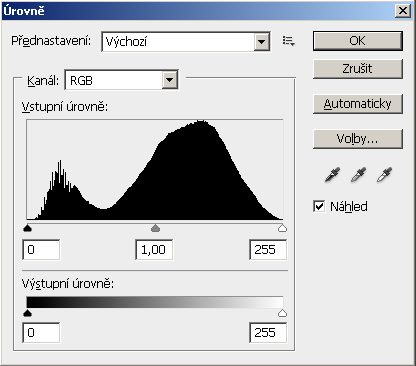 Úrovně
Přednastavení: Výchozí
OK
Zrušit
Automaticky
Volby...
Náhled
Kanál: RGB
Vstupní úrovně:
0 1,00 255
Výstupní úrovně:
0 255